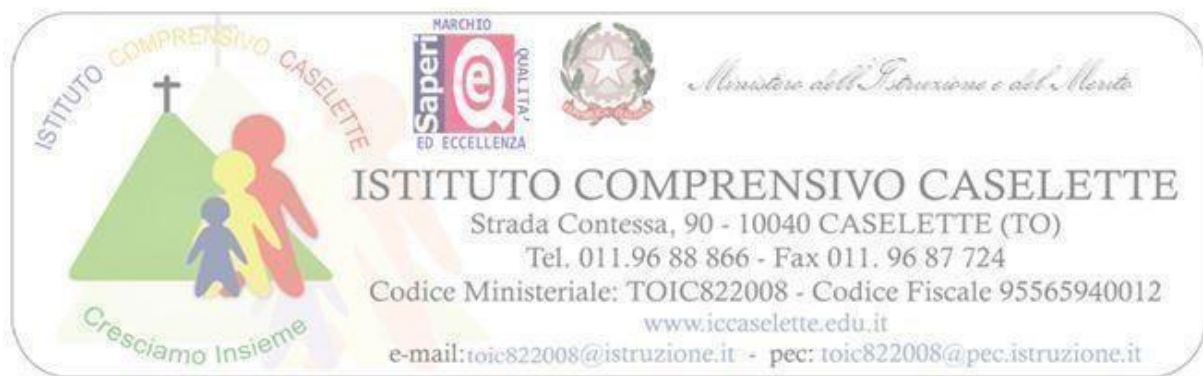 ISTITUTO COMPRENSIVO CASELETTE
Cresciamo Insieme
MARCHIO
Saperi
QUALITA'
ED ECCELLENZA
Ministero dell'Istruzione e del Merito
ISTITUTO COMPRENSIVO CASELETTE
Strada Contessa, 90 - 10040 CASELETTE (TO)
Tel. 011.96 88 866 - Fax 011. 96 87 724
Codice Ministeriale: TOIC822008 - Codice Fiscale 95565940012
www.iccaselette.edu.it
e-mail:toic822008@istruzione.it - pec: toic822008@pec.istruzione.it